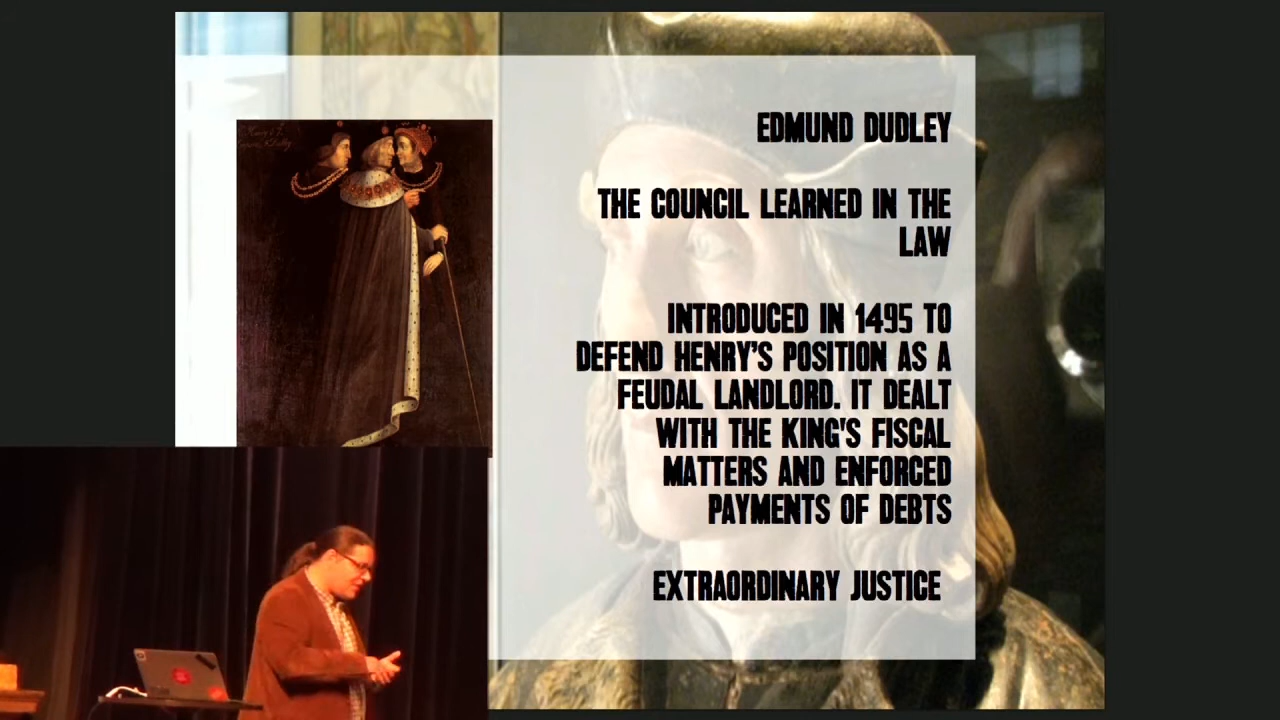 EDMUND DUDLEY
THE COUNCIL LEARNED IN THE
LAW
INTRODUCED IN 1495 TO
DEFEND HENRY'S POSITION AS A
FEUDAL LANDLORD. IT DEALT
WITH THE KING'S FISCAL
MATTERS AND ENFORCED
PAYMENTS OF DEBTS
EXTRAORDINARY JUSTICE